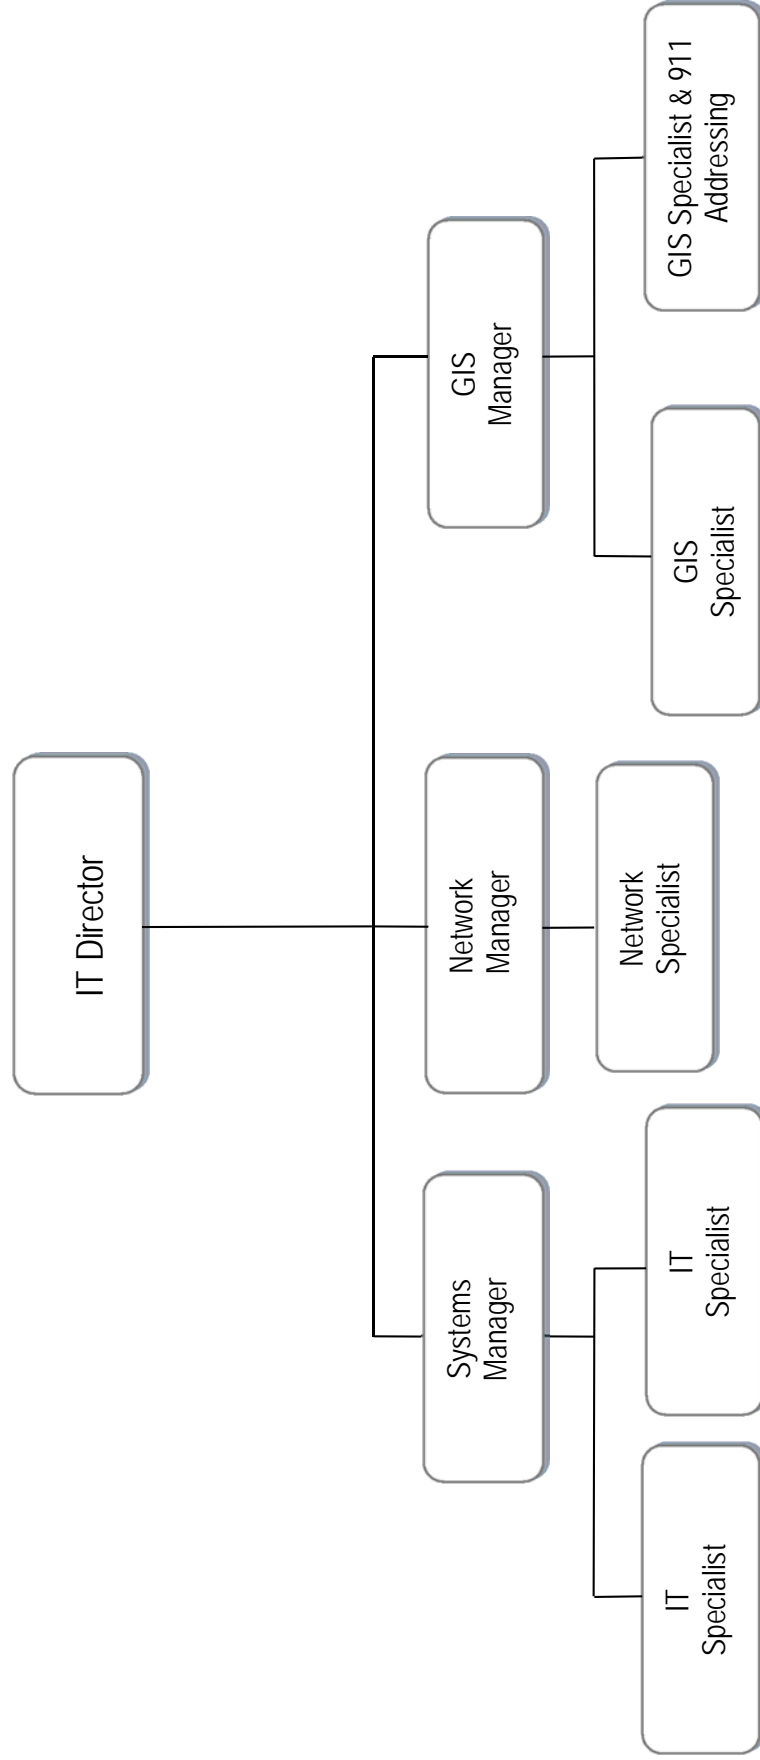 IT Director
Systems
Manager
Network
Manager
GIS
Manager
IT
Specialist
IT
Specialist
Network
Specialist
GIS
Specialist
GIS Specialist & 911
Addressing